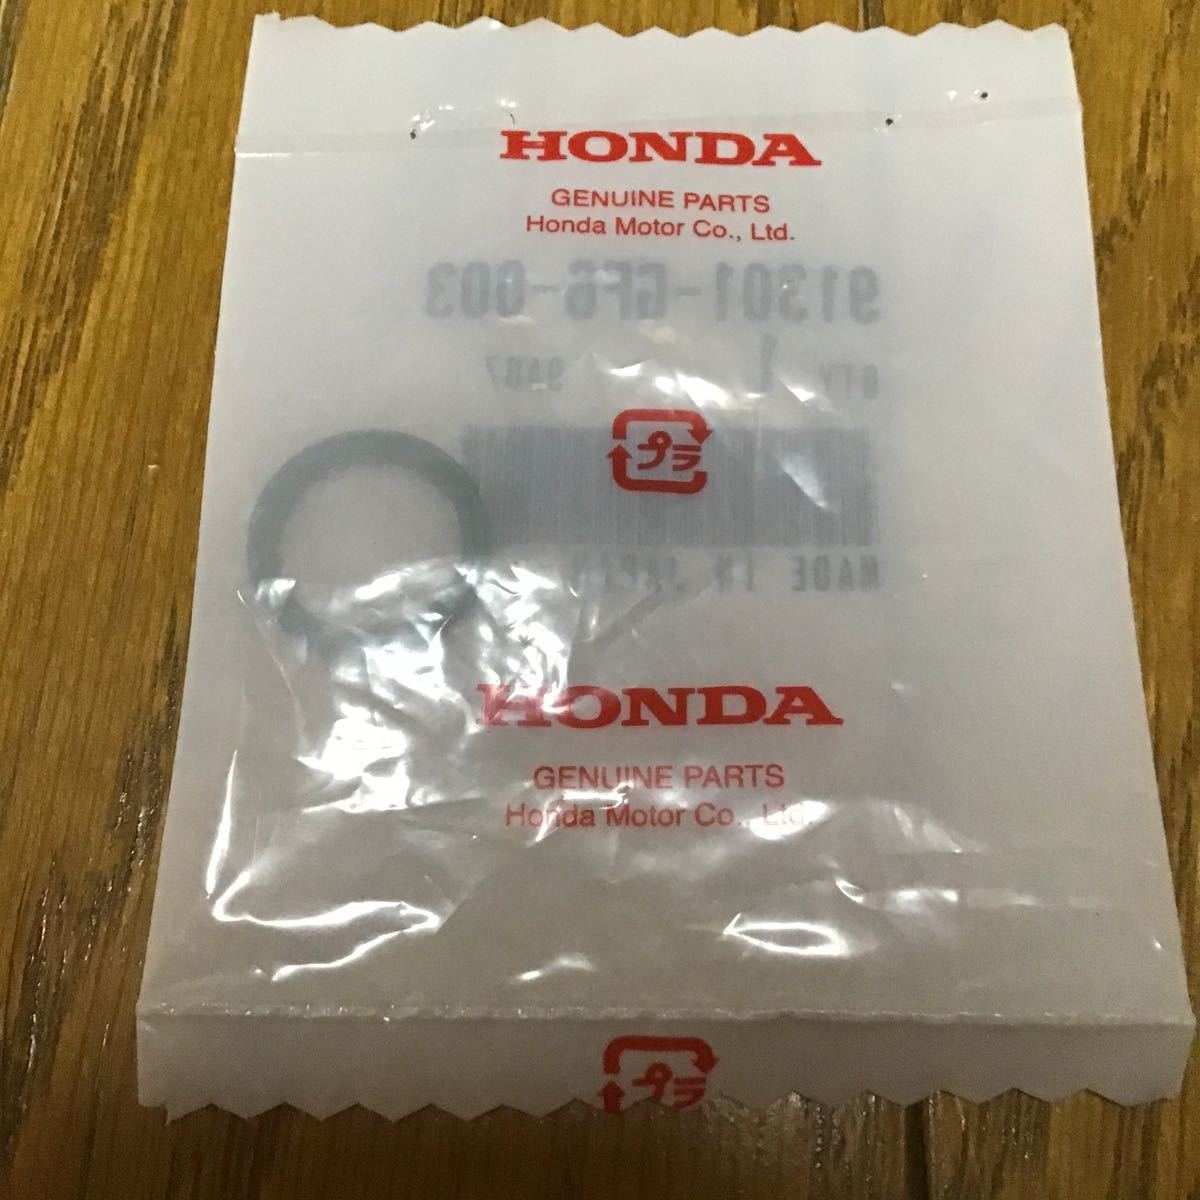 HONDA
GENUINE PARTS
Honda Motor Co., Ltd.
91301-GF6-003
QTY 1
プラ
MADE IN JAPAN
HONDA
GENUINE PARTS
Honda Motor Co., Ltd.
プラ